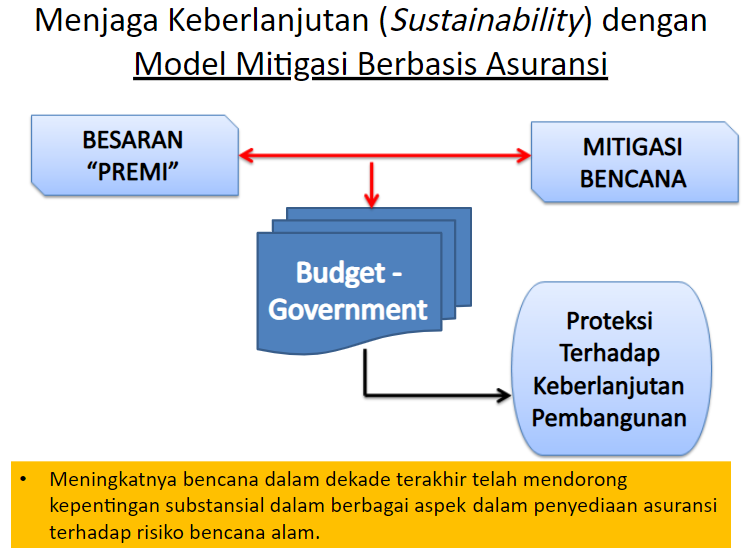 Menjaga Keberlanjutan (Sustainability) dengan
Model Mitigasi Berbasis Asuransi
BESARAN
“PREMI”
MITIGASI
BENCANA
Budget -
Government
Proteksi
Terhadap
Keberlanjutan
Pembangunan
• Meningkatnya bencana dalam dekade terakhir telah mendorong
kepentingan substansial dalam berbagai aspek dalam penyediaan asuransi
terhadap risiko bencana alam.